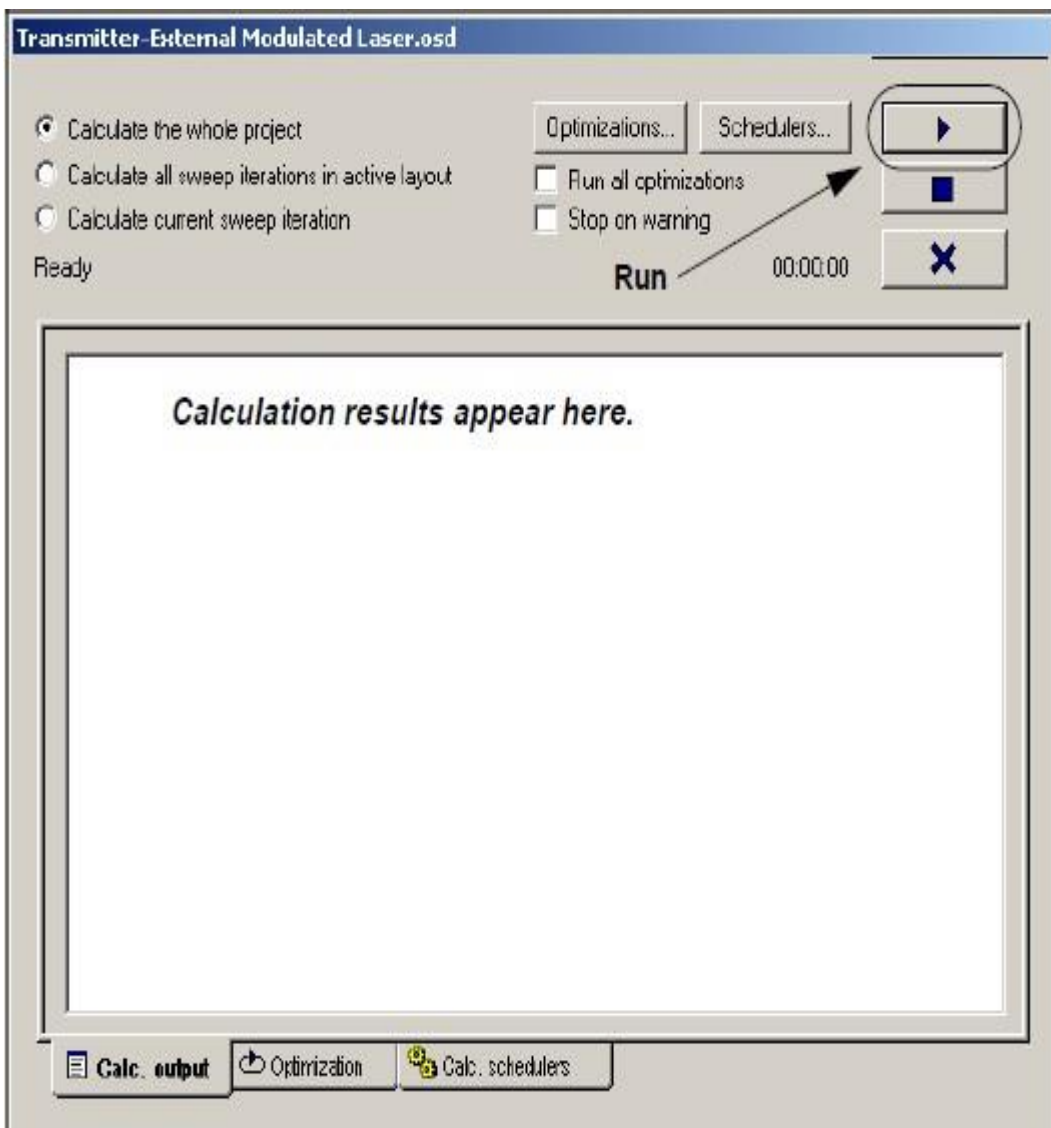 Transmitter-External Modulated Laser.osd
Calculate the whole project
Optimizations...
Schedulers...
Calculate all sweep iterations in active layout
Run all optimizations
Calculate current sweep iteration
Stop on warning
Ready
Run
00:00:00
Calculation results appear here.
Calc. output
Optimization
Calc. schedulers